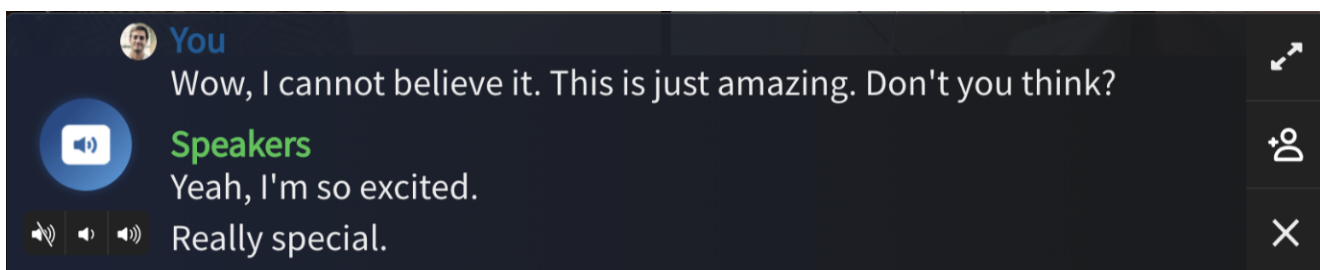 You
Wow, I cannot believe it. This is just amazing. Don't you think?
Speakers
Yeah, I'm so excited.
Really special.